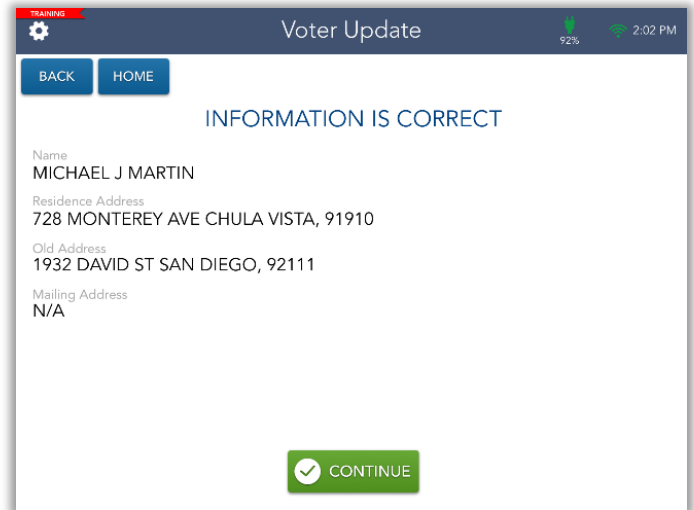 TRAINING
Voter Update
92%
2:02 PM
BACK
HOME
INFORMATION IS CORRECT
Name
MICHAEL J MARTIN
Residence Address
728 MONTEREY AVE CHULA VISTA, 91910
Old Address
1932 DAVID ST SAN DIEGO, 92111
Mailing Address
N/A
CONTINUE